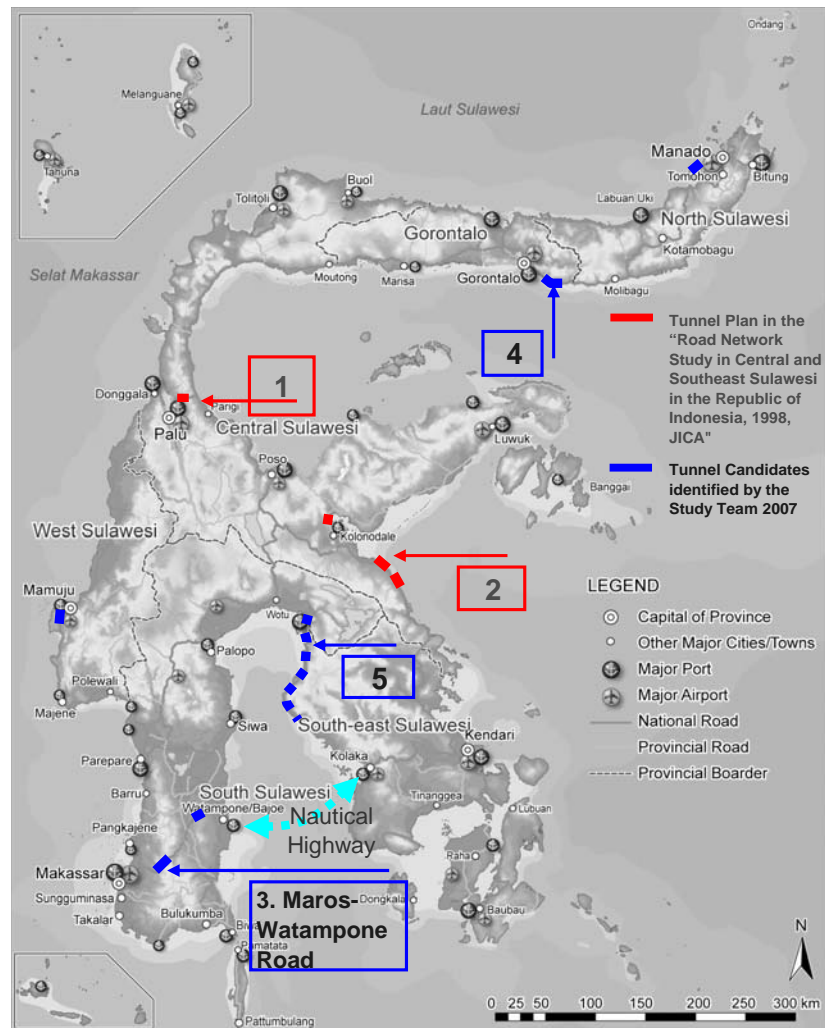 Ondang
Melanguane
Laut Sulawesi
Tahuna
Manado
Tomohon
Bitung
Buol
Tolitoli
Labuan Uki
North Sulawesi
Gorontalo
Kotamobagu
Selat Makassar
Moutong
Marisa
Gorontalo
Molibagu
4
Tunnel Plan in the
“Road Network
Study in Central and
Southeast Sulawesi
in the Republic of
Indonesia, 1998,
JICA"
1
Donggala
Parigi
Palu
Central Sulawesi
Luwuk
Tunnel Candidates
identified by the
Study Team 2007
Poso
Banggai
West Sulawesi
Kolonodale
2
LEGEND
Capital of Province
Other Major Cities/Towns
Major Port
Major Airport
National Road
Provincial Road
Provincial Boarder
Mamuju
Wotu
Palopo
5
Polewali
Majene
Siwa
South-east Sulawesi
Kendari
Parepare
Kolaka
Barru
South Sulawesi
Tinanggea
Lubuan
Watampone/Bajoe
Nautical
Highway
Pangkajene
Raha
Makassar
Sungguminasa
3. Maros-
Watampone
Road
Dongkala
Takalar
Bulukumba
Baubau
Biwa
Pamatata
N
Pattumbulang
0 25 50 100 150 200 250 300 km